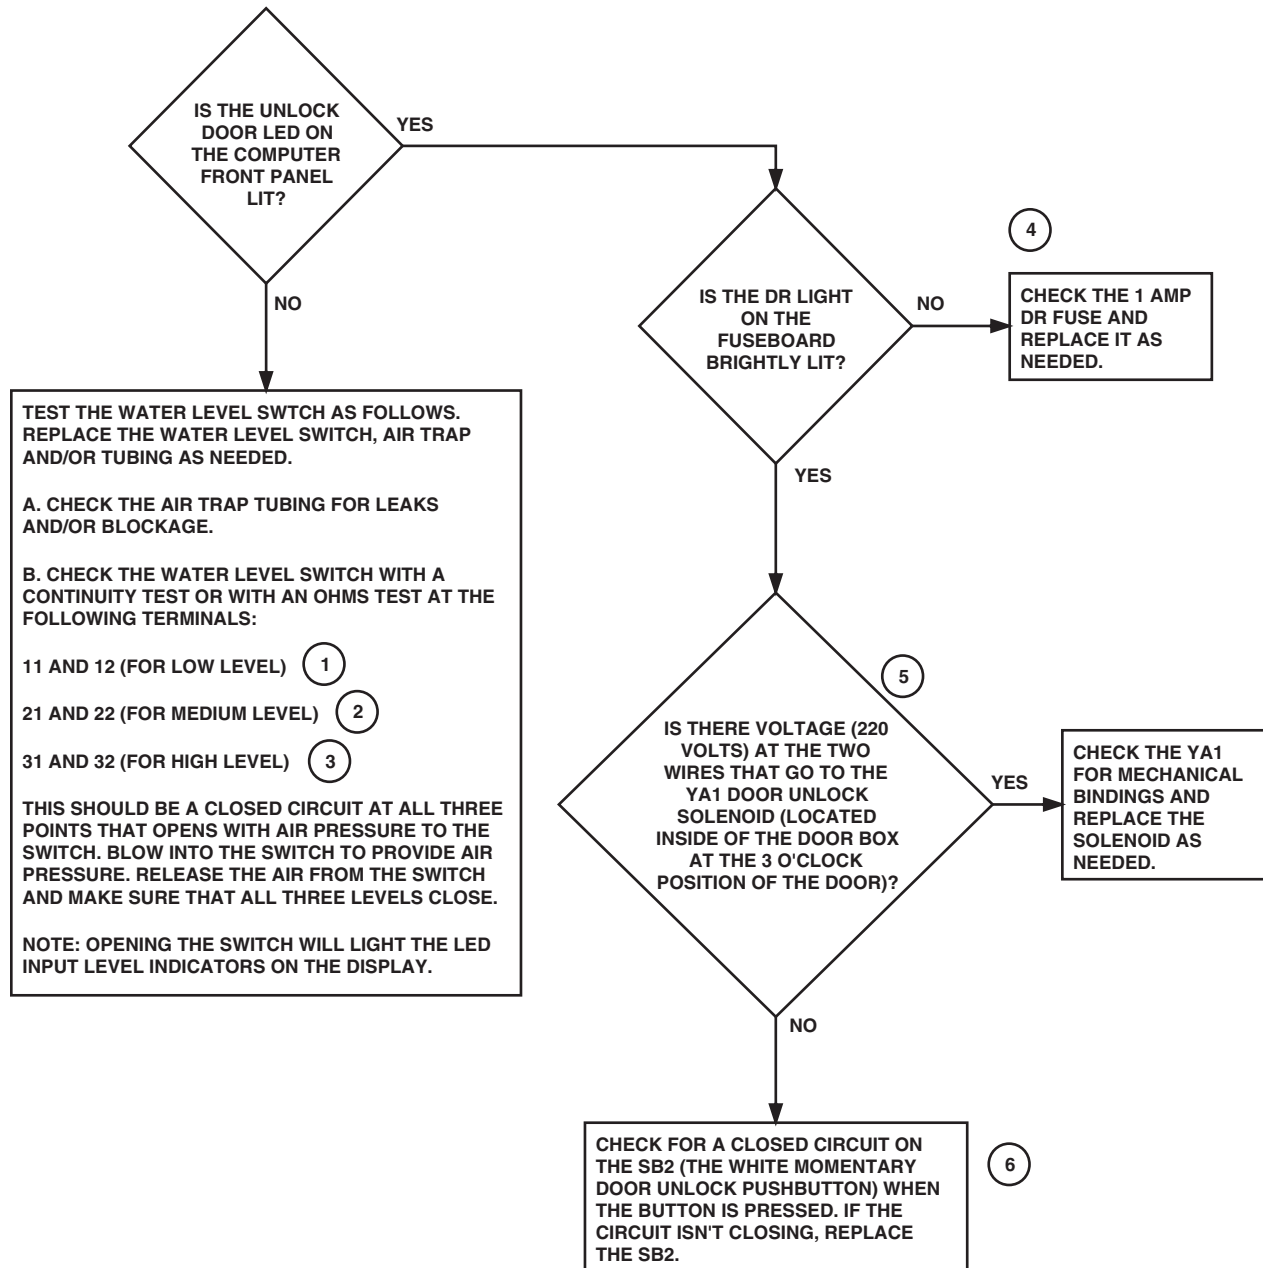 IS THE UNLOCK
DOOR LED ON
THE COMPUTER
FRONT PANEL
LIT?
YES
NO
TEST THE WATER LEVEL SWTCH AS FOLLOWS.
REPLACE THE WATER LEVEL SWITCH, AIR TRAP
AND/OR TUBING AS NEEDED.
A. CHECK THE AIR TRAP TUBING FOR LEAKS
AND/OR BLOCKAGE.
B. CHECK THE WATER LEVEL SWITCH WITH A
CONTINUITY TEST OR WITH AN OHMS TEST AT THE
FOLLOWING TERMINALS:
11 AND 12 (FOR LOW LEVEL) 1
21 AND 22 (FOR MEDIUM LEVEL) 2
31 AND 32 (FOR HIGH LEVEL) 3
THIS SHOULD BE A CLOSED CIRCUIT AT ALL THREE
POINTS THAT OPENS WITH AIR PRESSURE TO THE
SWITCH. BLOW INTO THE SWITCH TO PROVIDE AIR
PRESSURE. RELEASE THE AIR FROM THE SWITCH
AND MAKE SURE THAT ALL THREE LEVELS CLOSE.
NOTE: OPENING THE SWITCH WILL LIGHT THE LED
INPUT LEVEL INDICATORS ON THE DISPLAY.
IS THE DR LIGHT
ON THE
FUSEBOARD
BRIGHTLY LIT?
NO
4
CHECK THE 1 AMP
DR FUSE AND
REPLACE IT AS
NEEDED.
YES
5
IS THERE VOLTAGE (220
VOLTS) AT THE TWO
WIRES THAT GO TO THE
YA1 DOOR UNLOCK
SOLENOID (LOCATED
INSIDE OF THE DOOR BOX
AT THE 3 O'CLOCK
POSITION OF THE DOOR)?
YES
CHECK THE YA1
FOR MECHANICAL
BINDINGS AND
REPLACE THE
SOLENOID AS
NEEDED.
NO
CHECK FOR A CLOSED CIRCUIT ON
THE SB2 (THE WHITE MOMENTARY
DOOR UNLOCK PUSHBUTTON) WHEN
THE BUTTON IS PRESSED. IF THE
CIRCUIT ISN'T CLOSING, REPLACE
THE SB2.
6